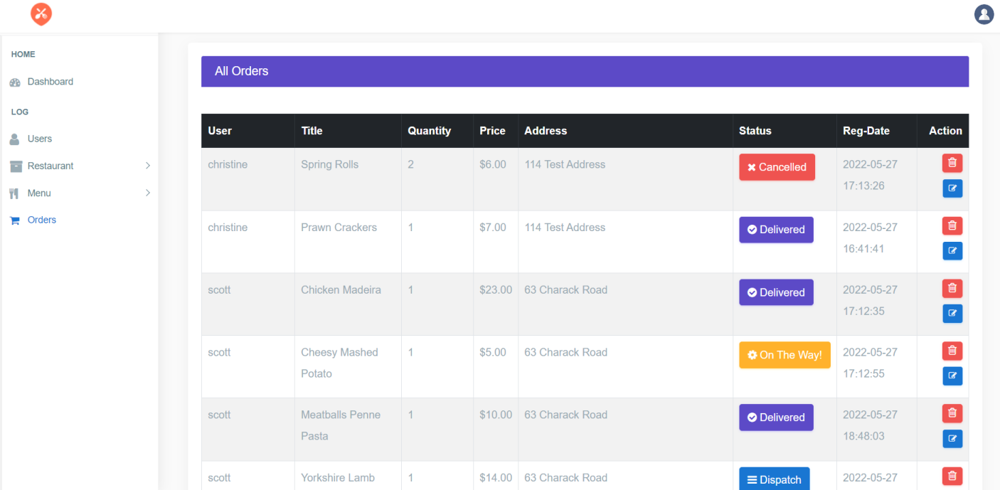 HOME
Dashboard
LOG
Users
Restaurant
Menu
Orders
All Orders
User Title Quantity Price Address Status Reg-Date Action
christine Spring Rolls 2 $6.00 114 Test Address Cancelled 2022-05-27
17:13:26
christine Prawn Crackers 1 $7.00 114 Test Address Delivered 2022-05-27
16:41:41
scott Chicken Madeira 1 $23.00 63 Charack Road Delivered 2022-05-27
17:12:35
scott Cheesy Mashed 1 $5.00 63 Charack Road On The Way! 2022-05-27
Potato 17:12:55
scott Meatballs Penne 1 $10.00 63 Charack Road Delivered 2022-05-27
Pasta 18:48:03
scott Yorkshire Lamb 1 $14.00 63 Charack Road Dispatch 2022-05-27